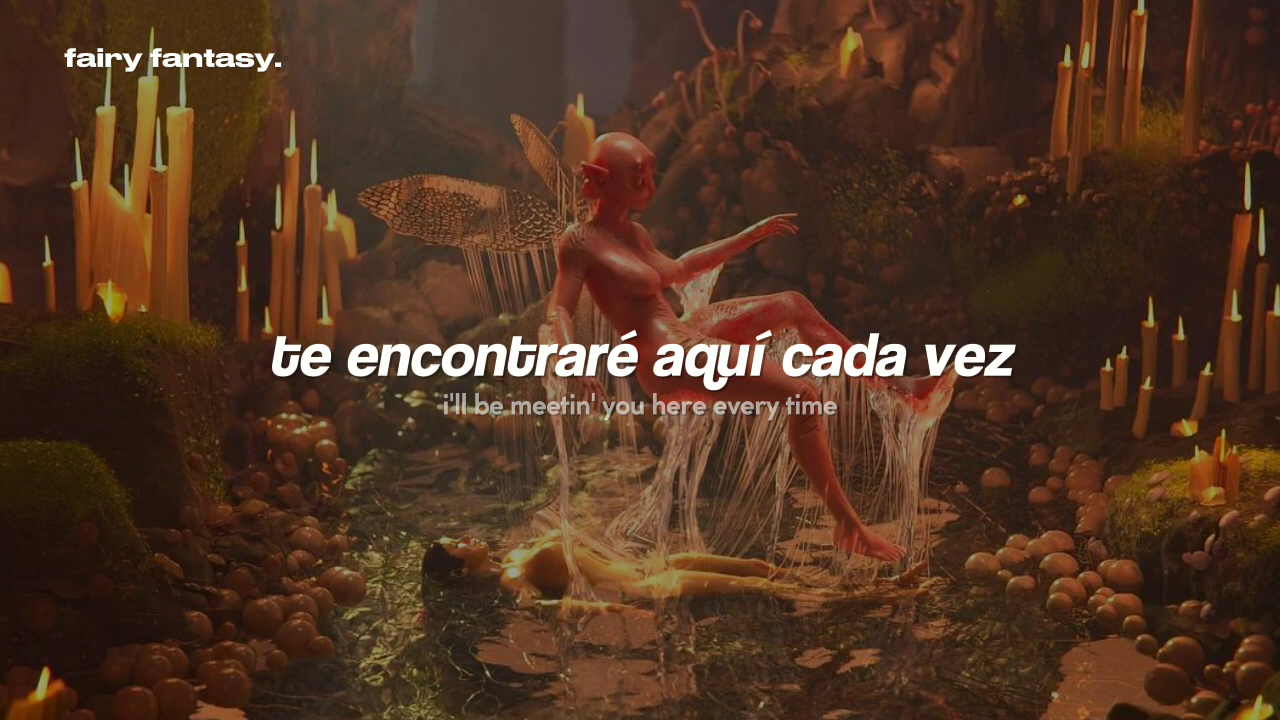 fairy fantasy.
te encontraré aquí cada vez
i'll be meetin' you here every time